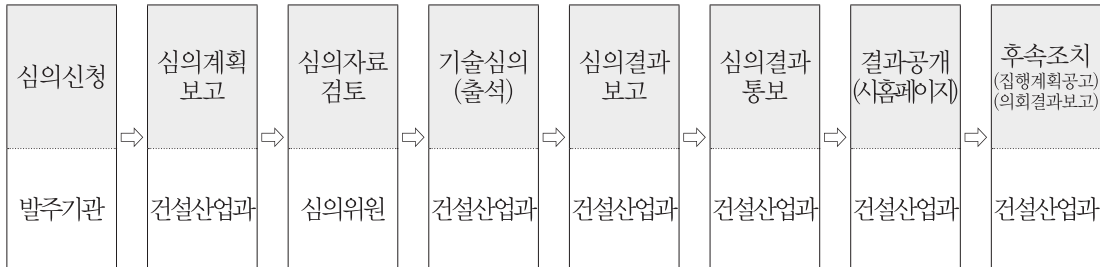 심의신청
발주기관
심의계획
보고
건설산업과
심의자료
검토
심의위원
기술심의
(출석)
건설산업과
심의결과
보고
건설산업과
심의결과
통보
건설산업과
결과공개
(시홈페이지)
건설산업과
후속조치
(집행계획공고)
(의회결과보고)
건설산업과